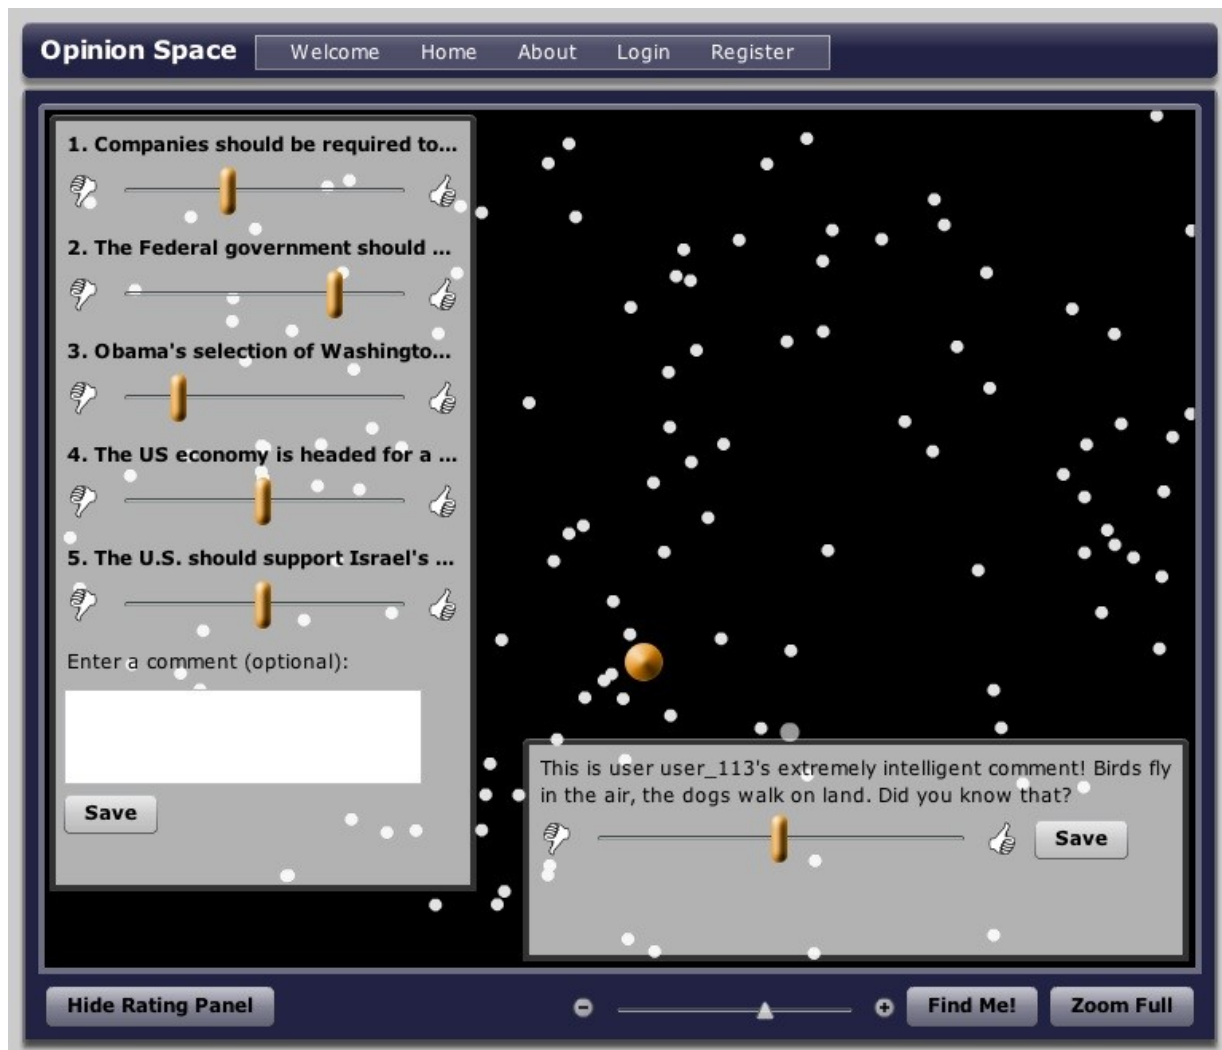 Opinion Space
Welcome Home About Login Register
1. Companies should be required to...
2. The Federal government should ...
3. Obama's selection of Washingto...
4. The US economy is headed for a ...
5. The U.S. should support Israel's ...
Enter a comment (optional):
Save
This is user user_113's extremely intelligent comment! Birds fly
in the air, the dogs walk on land. Did you know that?
Save
Hide Rating Panel
Find Me!
Zoom Full